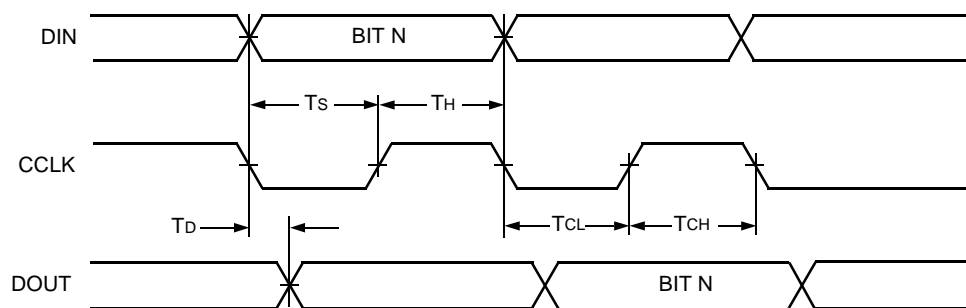 DIN
BIT N
TS
TH
CCLK
TD
TCL
TCH
DOUT
BIT N